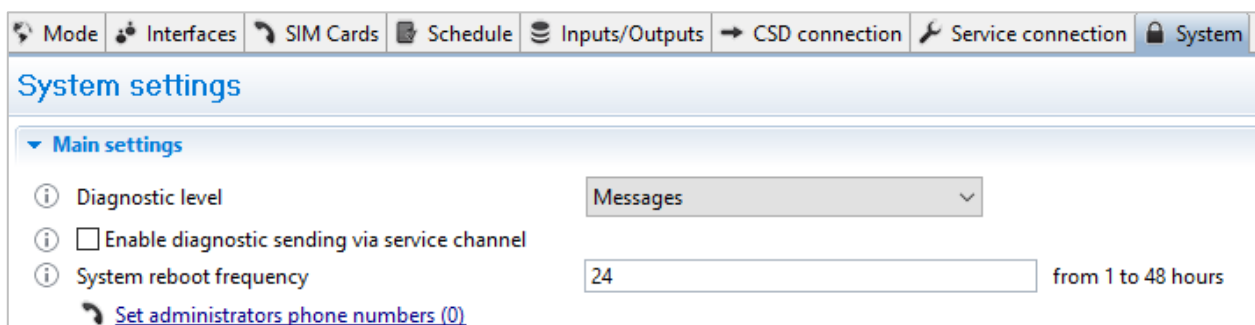 Mode Interfaces SIM Cards Schedule Inputs/Outputs CSD connection Service connection System
System settings
Main settings
Diagnostic level Messages
Enable diagnostic sending via service channel
System reboot frequency 24 from 1 to 48 hours
Set administrators phone numbers (0)